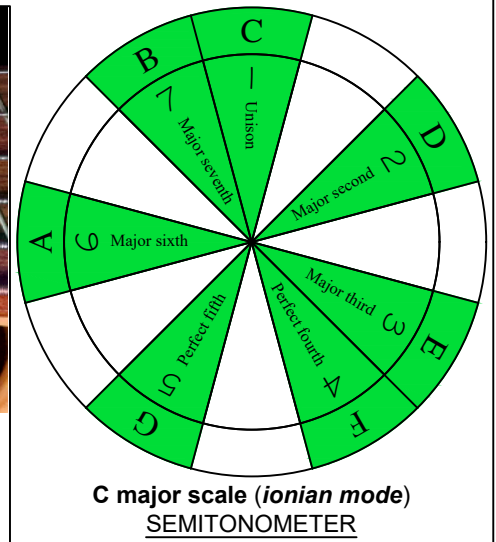 C
1 Unison
D
2 Major second
E
3 Major third
F
4 Perfect fourth
G
5 Perfect fifth
A
6 Major sixth
B
7 Major seventh
C major scale (ionian mode)
SEMITONOMETER